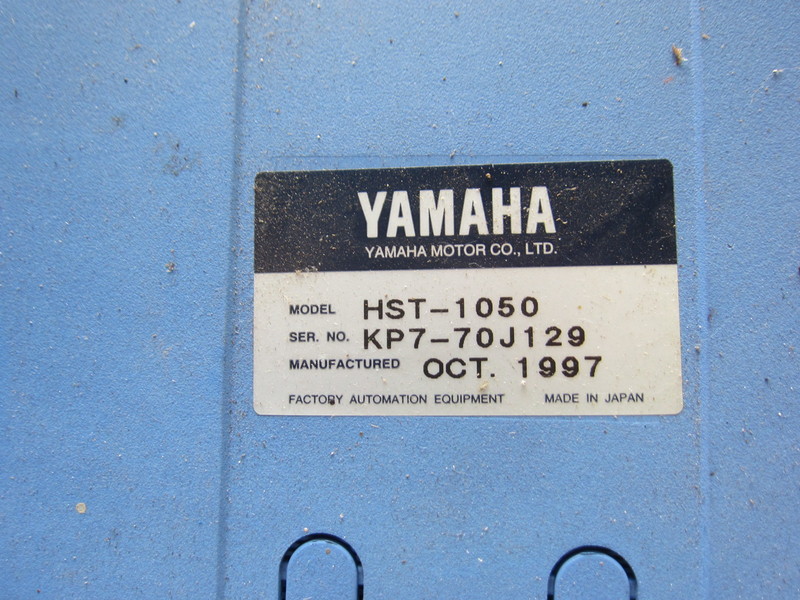 YAMAHA
YAMAHA MOTOR CO., LTD.
MODEL HST-1050
SER. NO. KP7-70J129
MANUFACTURED OCT. 1997
FACTORY AUTOMATION EQUIPMENT MADE IN JAPAN